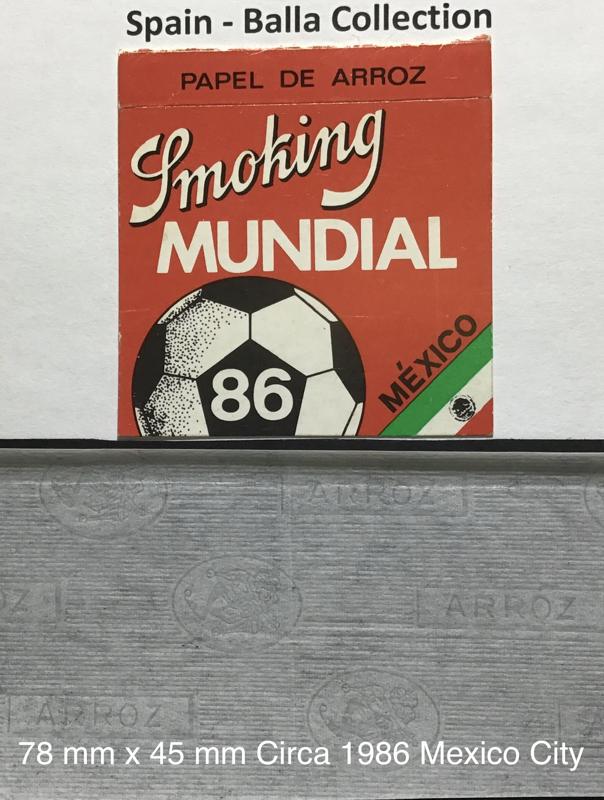 Spain - Balla Collection
PAPEL DE ARROZ
Smoking
MUNDIAL
86
MÉXICO
ARROZ
OZ
ARROZ
ARROZ
A
78 mm x 45 mm Circa 1986 Mexico City